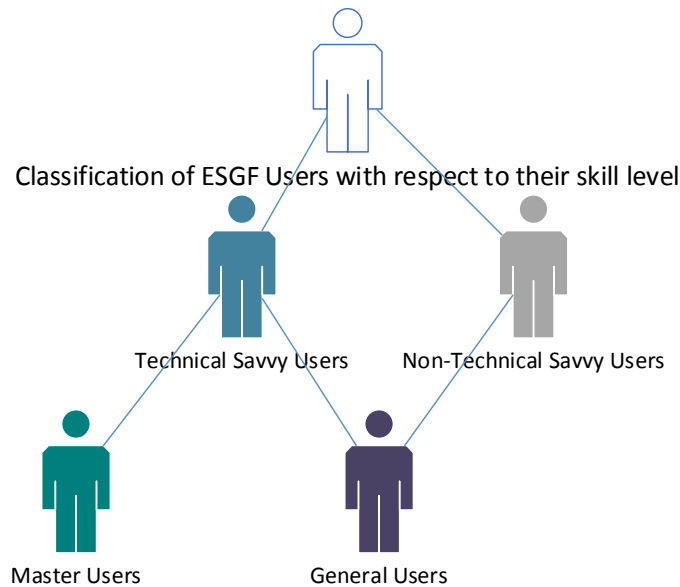 Classification of ESGF Users with respect to their skill level
Technical Savvy Users
Non-Technical Savvy Users
Master Users
General Users